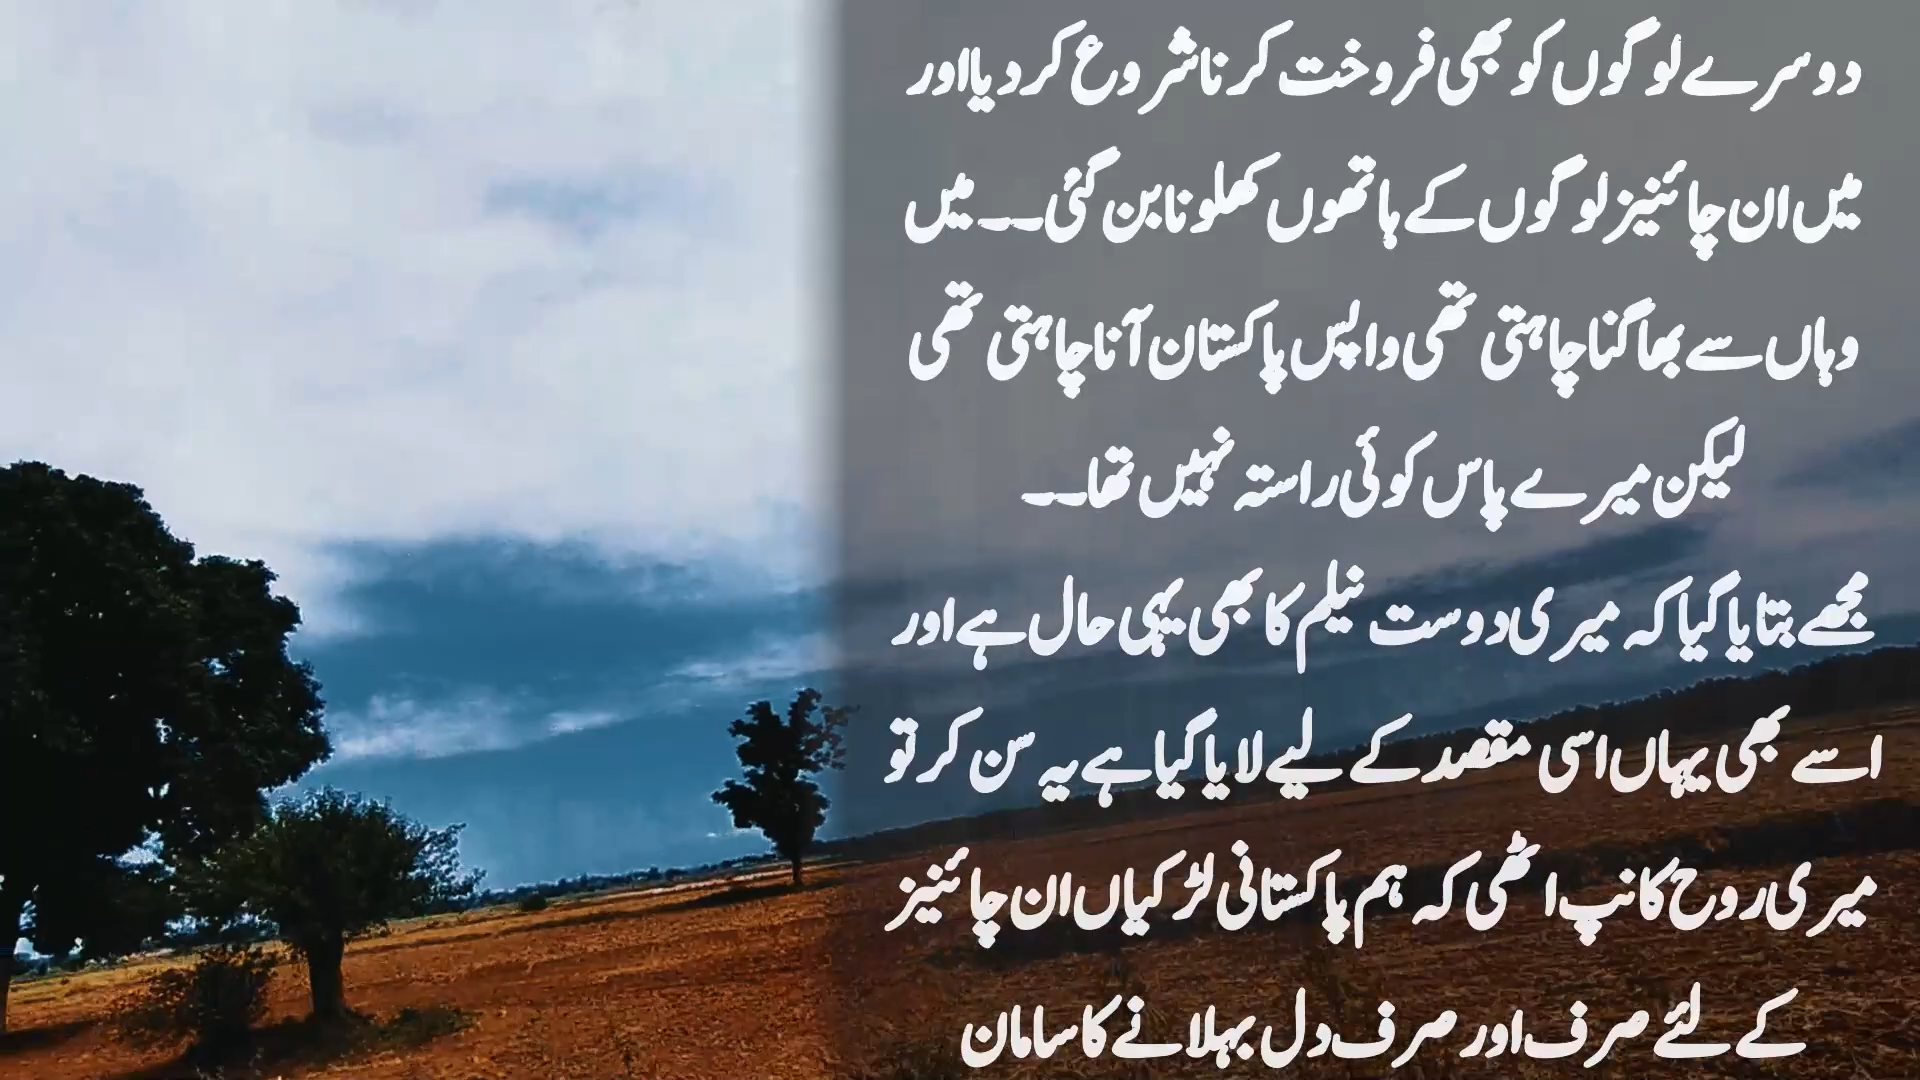 دوسرے لوگوں کو بھی فروخت کرنا شروع کر دیا اور
میں ان چائنیز لوگوں کے ہاتھوں کھلونا بن گئی۔۔ میں
وہاں سے بھاگنا چاہتی تھی واپس پاکستان آنا چاہتی تھی
لیکن میرے پاس کوئی راستہ نہیں تھا۔۔
مجھے بتایا گیا کہ میری دوست نیلم کا بھی یہی حال ہے اور
اسے بھی یہاں اسی مقصد کے لیے لایا گیا ہے یہ سن کر تو
میری روح کانپ اٹھی کہ ہم پاکستانی لڑکیاں ان چائنیز
کے لئے صرف اور صرف دل بہلانے کا سامان